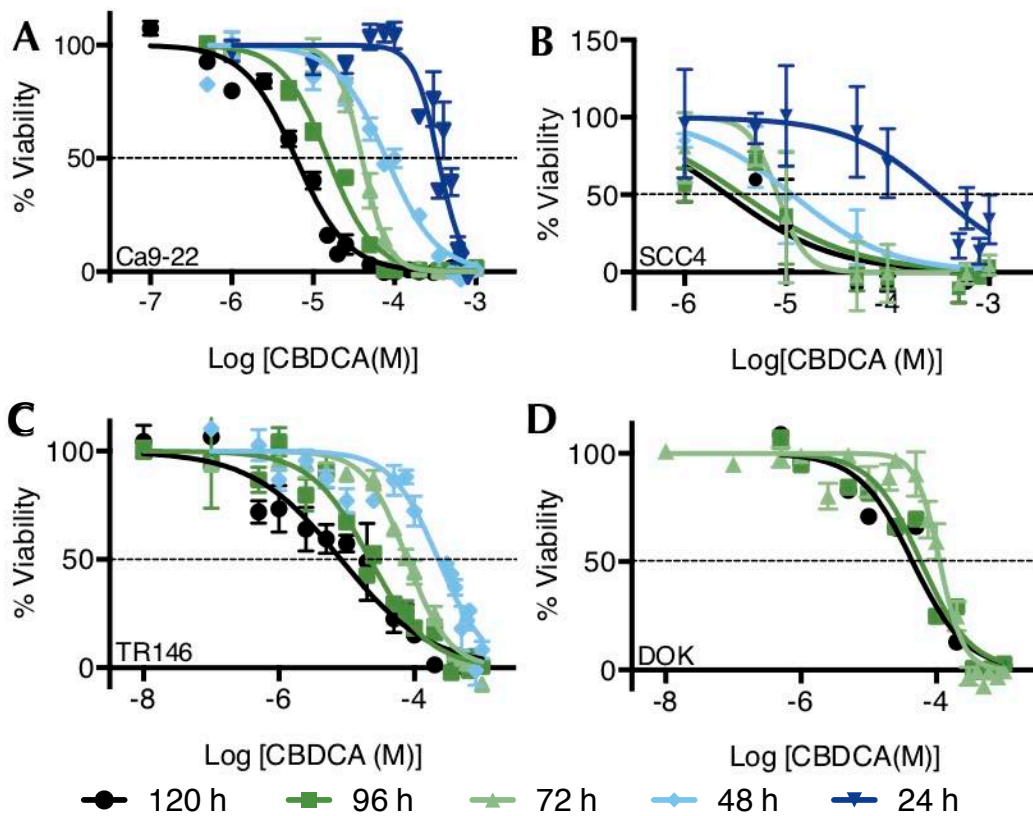 A
100
50
0
% Viability
Ca9-22
-7
-6
-5
-4
-3
Log [CBDCA(M)]
B
150
100
50
0
% Viability
SCC4
-6
-5
-4
-3
Log[CBDCA (M)]
C
100
50
0
% Viability
TR146
-8
-6
-4
Log [CBDCA (M)]
D
100
50
0
% Viability
DOK
-8
-6
-4
Log [CBDCA(M)]
120 h
96 h
72 h
48 h
24 h